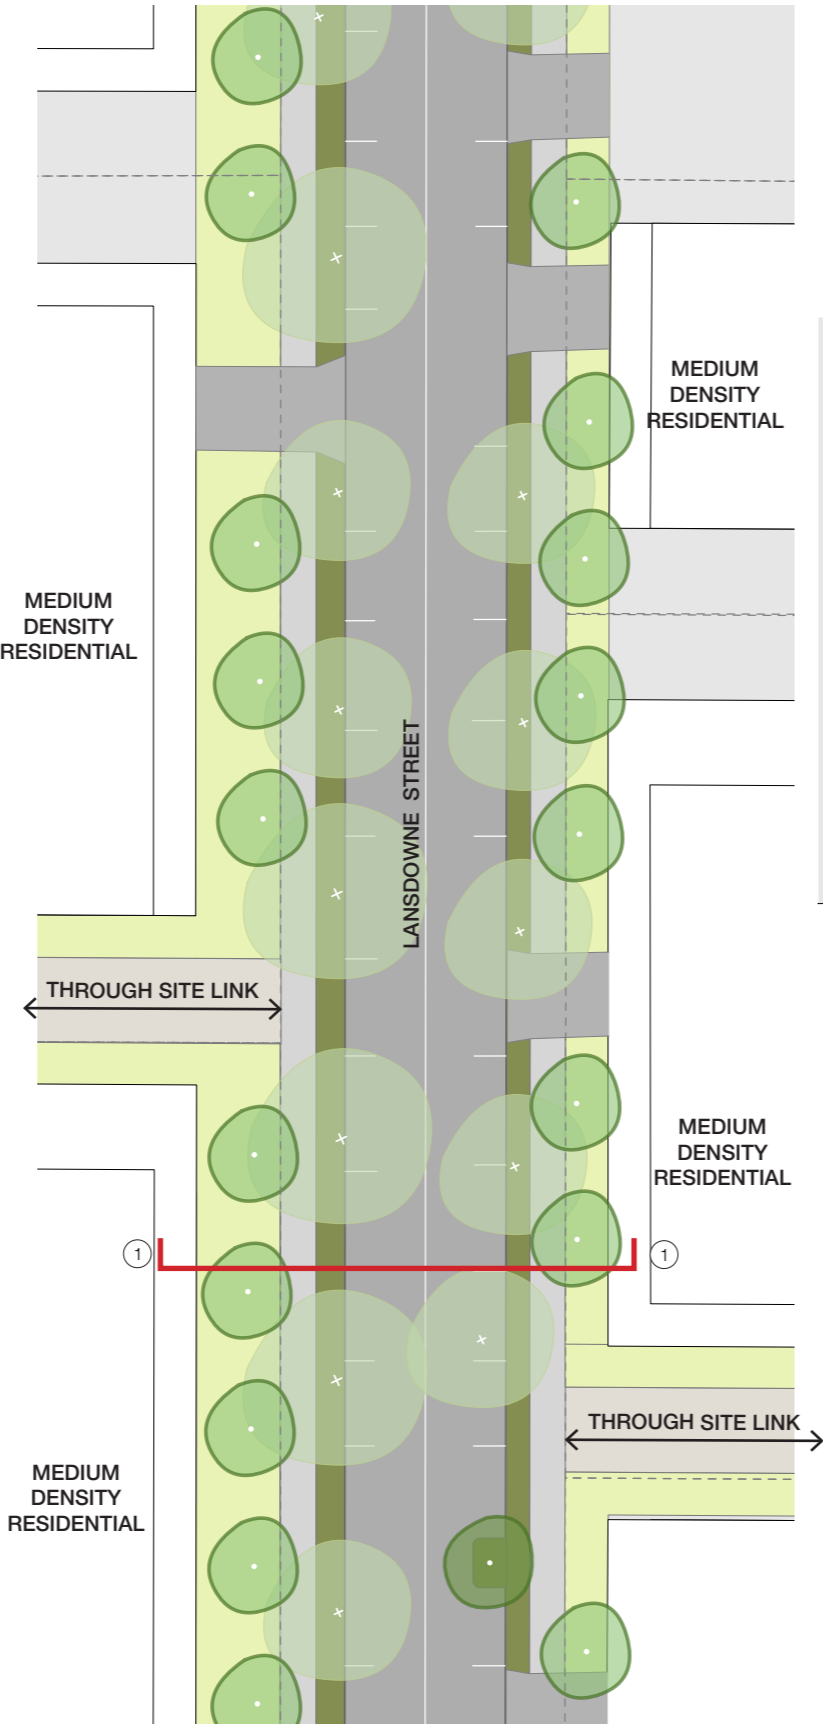 MEDIUM
DENSITY
RESIDENTIAL
MEDIUM
DENSITY
RESIDENTIAL
LANSDOWNE STREET
THROUGH SITE LINK
MEDIUM
DENSITY
RESIDENTIAL
1
1
THROUGH SITE LINK
MEDIUM
DENSITY
RESIDENTIAL